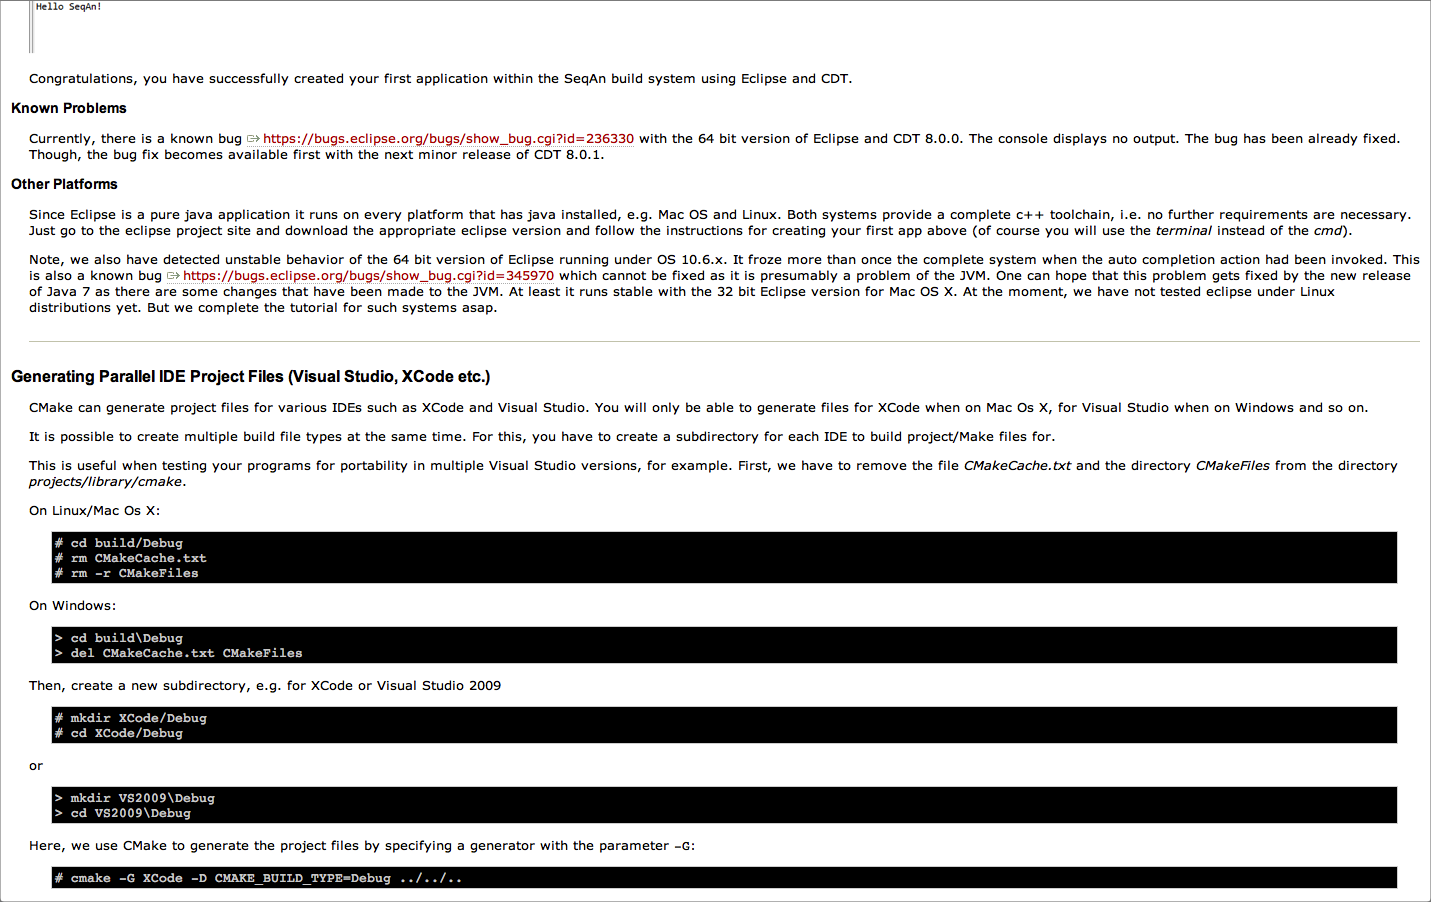 Hello SeqAn!
Congratulations, you have successfully created your first application within the SeqAn build system using Eclipse and CDT.
Known Problems
Currently, there is a known bug https://bugs.eclipse.org/bugs/show_bug.cgi?id=236330 with the 64 bit version of Eclipse and CDT 8.0.0. The console displays no output. The bug has been already fixed.
Though, the bug fix becomes available first with the next minor release of CDT 8.0.1.
Other Platforms
Since Eclipse is a pure java application it runs on every platform that has java installed, e.g. Mac OS and Linux. Both systems provide a complete c++ toolchain, i.e. no further requirements are necessary.
Just go to the eclipse project site and download the appropriate eclipse version and follow the instructions for creating your first app above (of course you will use the terminal instead of the cmd).
Note, we also have detected unstable behavior of the 64 bit version of Eclipse running under OS 10.6.x. It froze more than once the complete system when the auto completion action had been invoked. This
is also a known bug https://bugs.eclipse.org/bugs/show_bug.cgi?id=345970 which cannot be fixed as it is presumably a problem of the JVM. One can hope that this problem gets fixed by the new release
of Java 7 as there are some changes that have been made to the JVM. At least it runs stable with the 32 bit Eclipse version for Mac OS X. At the moment, we have not tested eclipse under Linux
distributions yet. But we complete the tutorial for such systems asap.
Generating Parallel IDE Project Files (Visual Studio, XCode etc.)
CMake can generate project files for various IDEs such as XCode and Visual Studio. You will only be able to generate files for XCode when on Mac Os X, for Visual Studio when on Windows and so on.
It is possible to create multiple build file types at the same time. For this, you have to create a subdirectory for each IDE to build project/Make files for.
This is useful when testing your programs for portability in multiple Visual Studio versions, for example. First, we have to remove the file CMakeCache.txt and the directory CMakeFiles from the directory
projects/library/cmake.
On Linux/Mac Os X:
# cd build/Debug
# rm CMakeCache.txt
# rm -r CMakeFiles
On Windows:
> cd build\Debug
> del CMakeCache.txt CMakeFiles
Then, create a new subdirectory, e.g. for XCode or Visual Studio 2009
# mkdir XCode/Debug
# cd XCode/Debug
or
> mkdir VS2009\Debug
> cd VS2009\Debug
Here, we use CMake to generate the project files by specifying a generator with the parameter -G:
# cmake -G XCode -D CMAKE_BUILD_TYPE=Debug ../../..